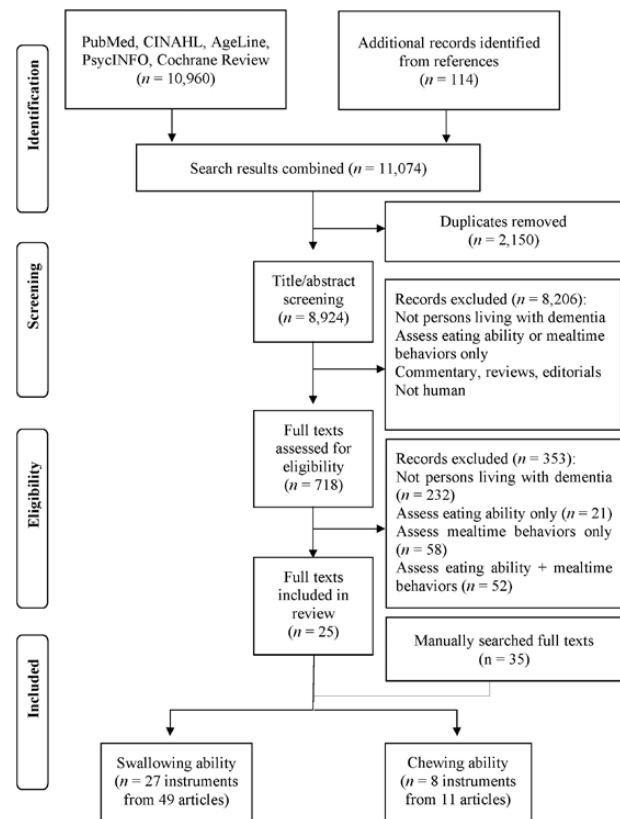 PubMed, CINAHL, AgeLine,
PsycINFO, Cochrane Review
(n = 10,960)
Additional records identified
from references
(n = 114)
Identification
Search results combined (n = 11,074)
Duplicates removed
(n = 2,150)
Screening
Title/abstract
screening
(n = 8,924)
Records excluded (n = 8,206):
Not persons living with dementia
Assess eating ability or mealtime
behaviors only
Commentary, reviews, editorials
Not human
Eligibility
Full texts
assessed for
eligibility
(n = 718)
Records excluded (n = 353):
Not persons living with dementia
(n = 232)
Assess eating ability only (n = 21)
Assess mealtime behaviors only
(n = 58)
Assess eating ability + mealtime
behaviors (n = 52)
Full texts
included in
review
(n = 25)
Manually searched full texts
(n = 35)
Included
Swallowing ability
(n = 27 instruments
from 49 articles)
Chewing ability
(n = 8 instruments
from 11 articles)